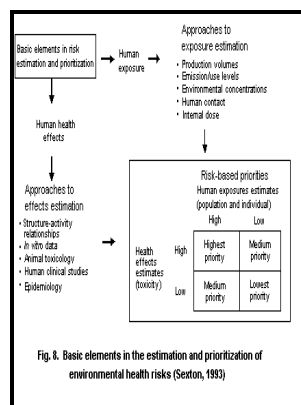 Basic elements in risk
estimation and prioritization
Human
exposure
Approaches to
exposure estimation
• Production volumes
• Emission/use levels
• Environmental concentrations
• Human contact
• Internal dose
Human health
effects
Approaches to
effects estimation
• Structure-activity
relationships
• In vitro data
• Animal toxicology
• Human clinical studies
• Epidemiology
Risk-based priorities
Human exposures estimates
(population and individual)
High Low
Health
effects
estimates
(toxicity)
High
Highest
priority
Medium
priority
Low
Medium
priority
Lowest
priority
Fig. 8. Basic elements in the estimation and prioritization of
environmental health risks (Sexton, 1993)